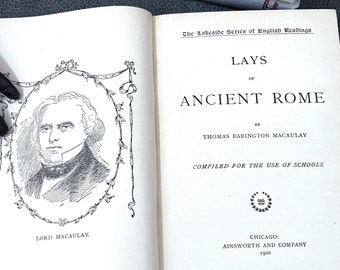 LORD MACAULAY.
The Lakeside Series of English Readings
LAYS
OF
ANCIENT ROME
BY
THOMAS BABINGTON MACAULAY
COMPILED FOR THE USE OF SCHOOLS
CHICAGO:
AINSWORTH AND COMPANY
1900